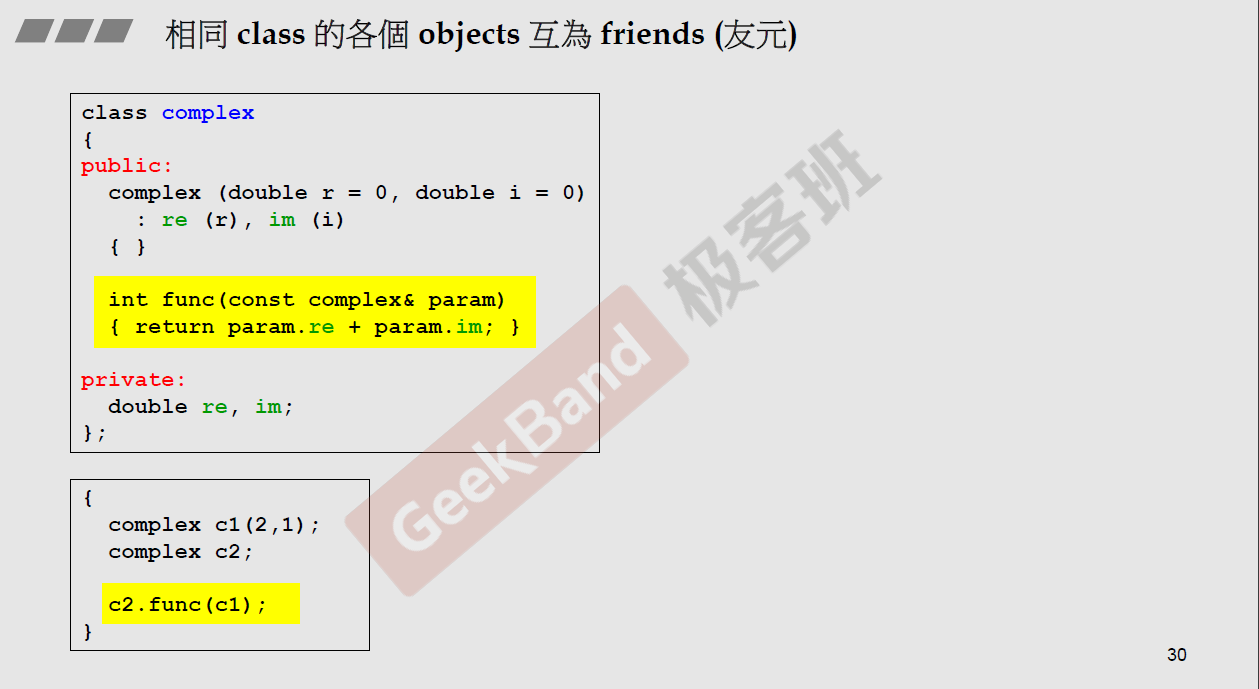 相同 class 的各個 objects 互為 friends (友元)
class complex
{
public:
  complex (double r = 0, double i = 0)
    : re (r), im (i)
  { }
  int func(const complex& param)
  { return param.re + param.im; }
private:
  double re, im;
};
{
  complex c1(2,1);
  complex c2;
  c2.func(c1);
}
GeekBand 极客班
30